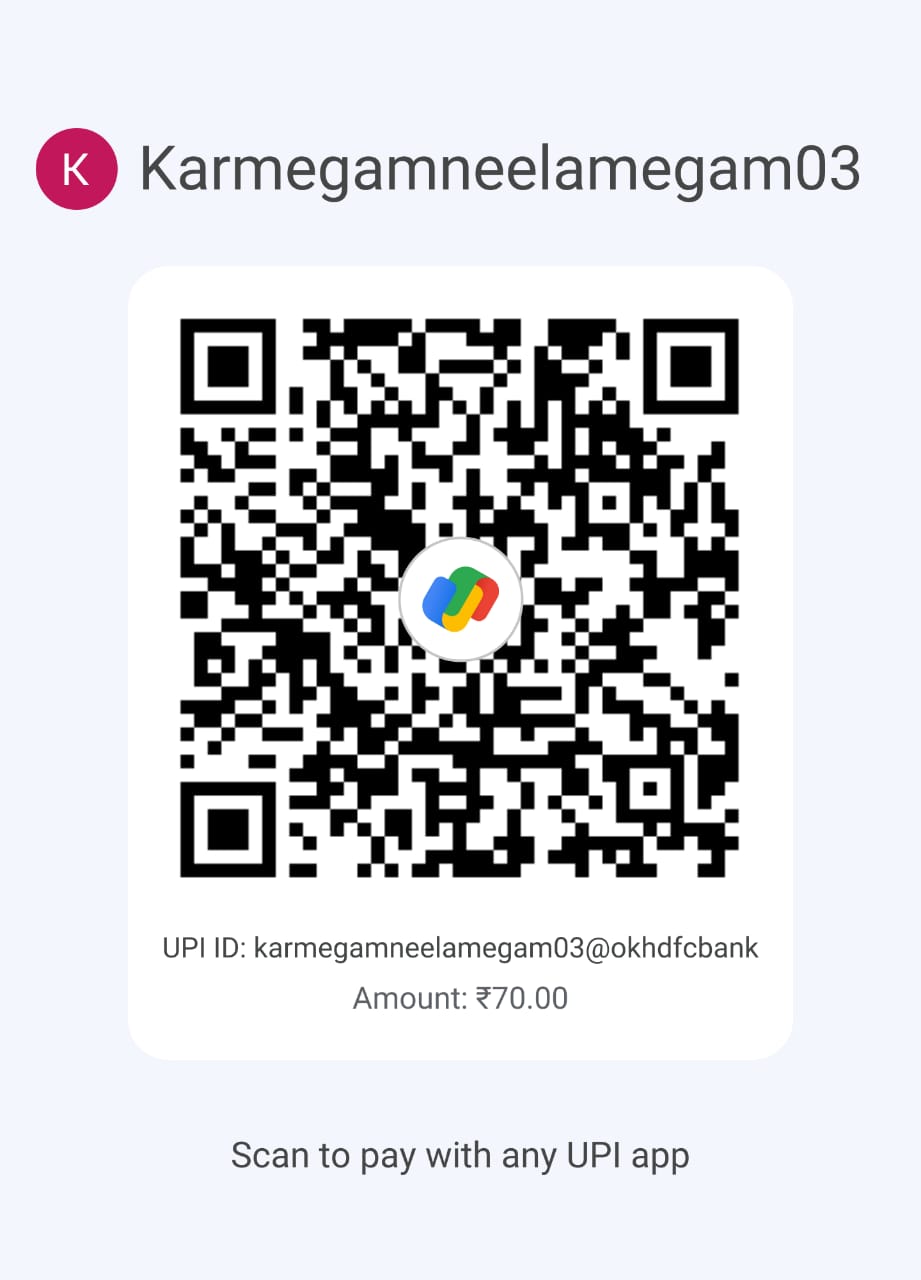 K
Karmegamneelamegam03
UPI ID: karmegamneelamegam03@okhdfcbank
Amount: ₹70.00
Scan to pay with any UPI app